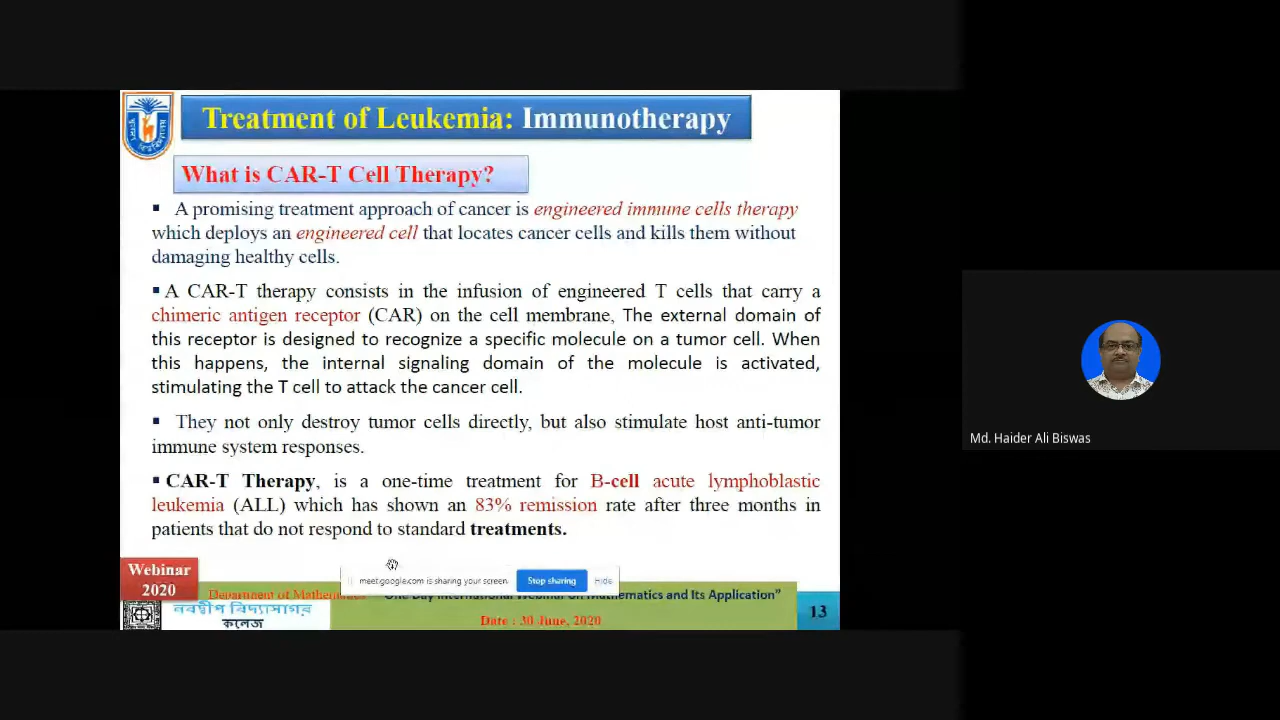 Treatment of Leukemia: Immunotherapy
What is CAR-T Cell Therapy?
▪ A promising treatment approach of cancer is engineered immune cells therapy
which deploys an engineered cell that locates cancer cells and kills them without
damaging healthy cells.
▪ A CAR-T therapy consists in the infusion of engineered T cells that carry a
chimeric antigen receptor (CAR) on the cell membrane, The external domain of
this receptor is designed to recognize a specific molecule on a tumor cell. When
this happens, the internal signaling domain of the molecule is activated,
stimulating the T cell to attack the cancer cell.
▪ They not only destroy tumor cells directly, but also stimulate host anti-tumor
immune system responses.
▪ CAR-T Therapy, is a one-time treatment for B-cell acute lymphoblastic
leukemia (ALL) which has shown an 83% remission rate after three months in
patients that do not respond to standard treatments.
Md. Haider Ali Biswas
meet.google.com is sharing your screen. Stop sharing Hide
Webinar
2020
Department of Mathematics "One Day International Webinar on Mathematics and Its Application”
নবদ্বীপ বিদ্যাসাগর
কলেজ
Date : 30 June, 2020
13